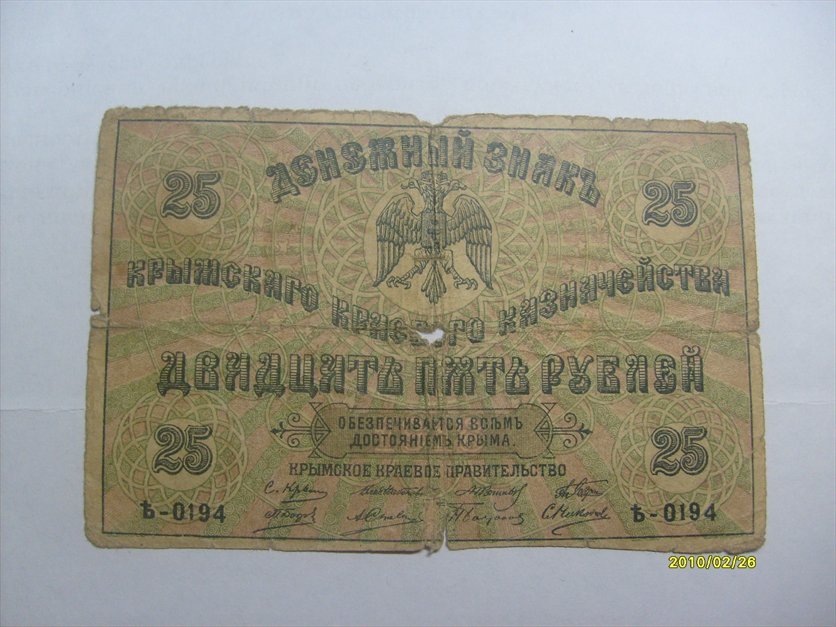 ДЕНЕЖНЫЙ ЗНАКЪ
25 25
КРЫМСКАГО КРАЕВОГО КАЗНАЧЕЙСТВА
ДВАДЦАТЬ ПЯТЬ РУБЛЕЙ
25 25
ОБЕЗПЕЧИВАЕТСЯ ВСѢМЪ
ДОСТОЯНІЕМЪ КРЫМА.
КРЫМСКОЕ КРАЕВОЕ ПРАВИТЕЛЬСТВО
Ѣ-0194 Ѣ-0194
2010/02/26